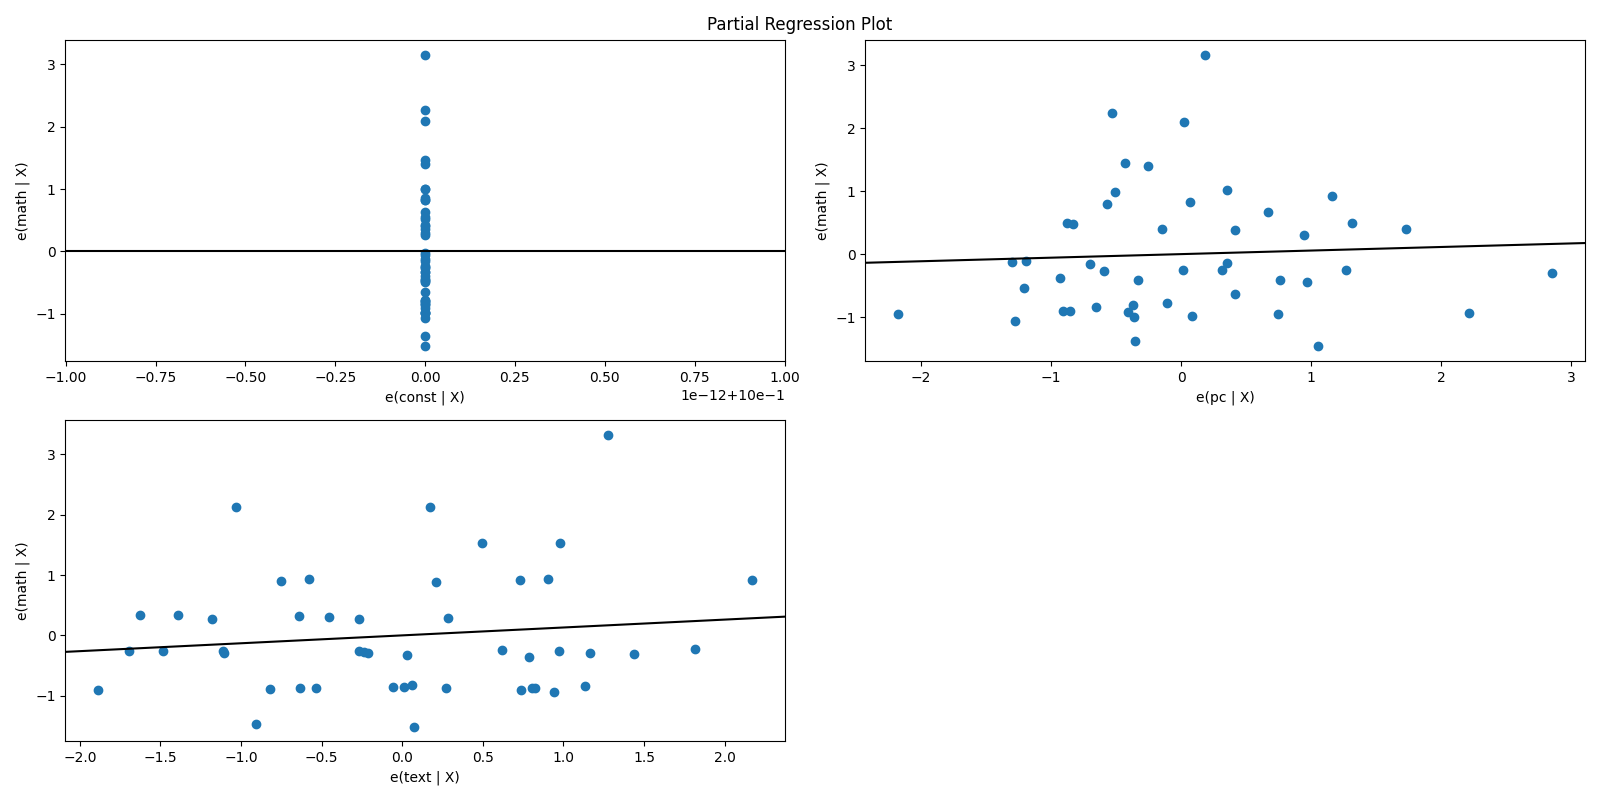 Partial Regression Plot
e(math | X)
3
2
1
0
−1
−1.00 −0.75 −0.50 −0.25 0.00 0.25 0.50 0.75 1.00
e(const | X)
1e−12+10e−1
e(math | X)
3
2
1
0
−1
−2 −1 0 1 2 3
e(pc | X)
e(math | X)
3
2
1
0
−1
−2.0 −1.5 −1.0 −0.5 0.0 0.5 1.0 1.5 2.0
e(text | X)